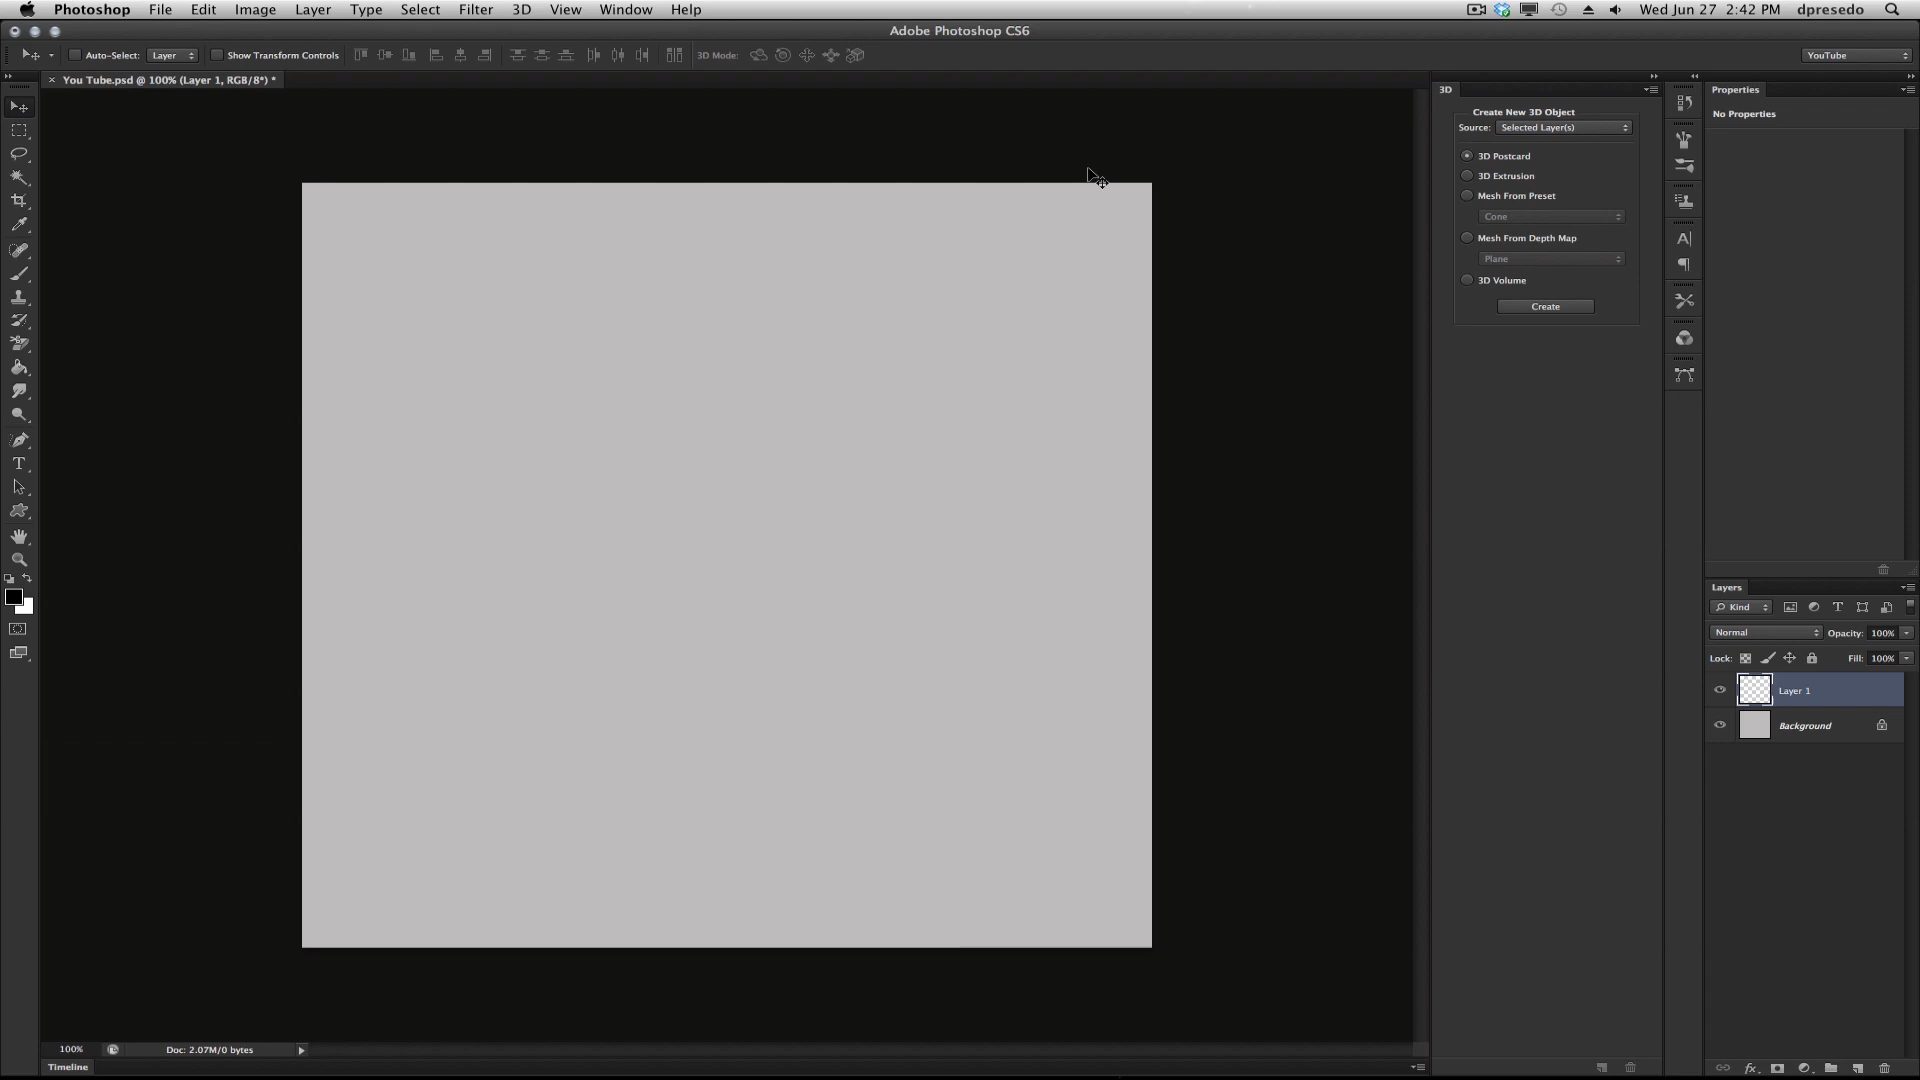 Photoshop File Edit Image Layer Type Select Filter 3D View Window Help Wed Jun 27 2:42 PM dpresedo
Adobe Photoshop CS6
Auto-Select: Layer Show Transform Controls 3D Mode: YouTube
× You Tube.psd @ 100% (Layer 1, RGB/8*) *
3D
Create New 3D Object
Source: Selected Layer(s)
3D Postcard
3D Extrusion
Mesh From Preset
Cone
Mesh From Depth Map
Plane
3D Volume
Create
Properties
No Properties
Layers
Kind
Normal Opacity: 100%
Lock: Fill: 100%
Layer 1
Background
100% Doc: 2.07M/0 bytes
Timeline